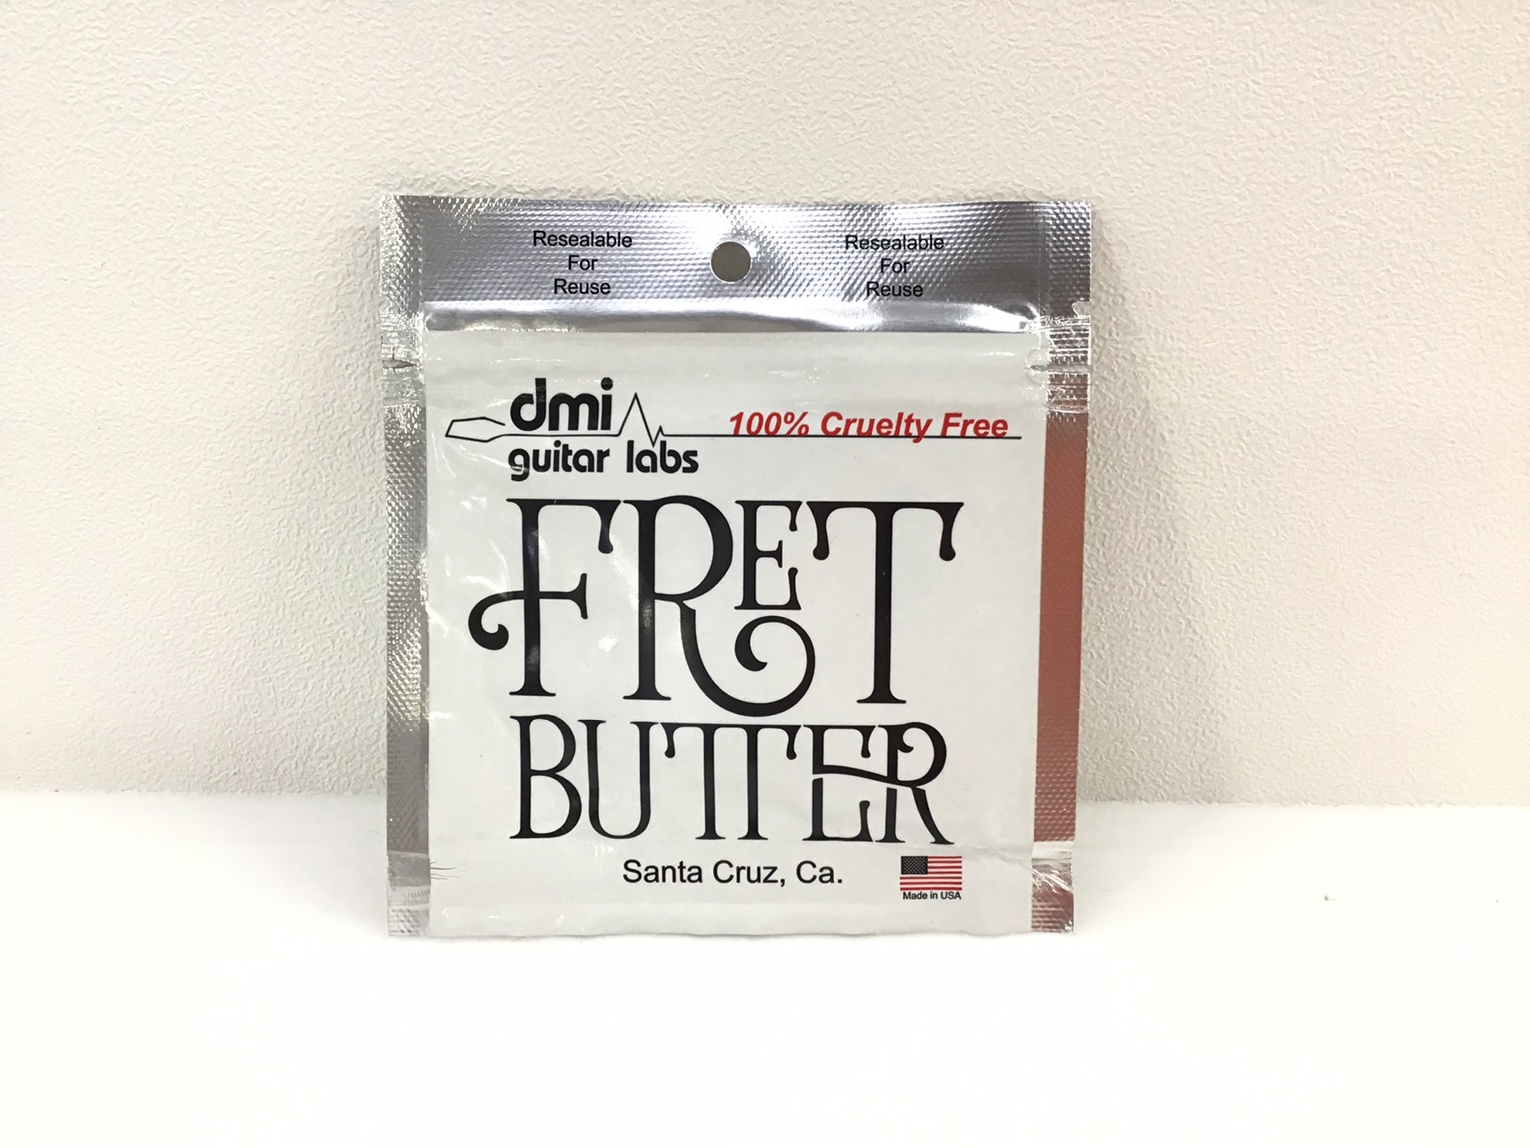 Resealable
For
Reuse
Resealable
For
Reuse
dmi
guitar labs
100% Cruelty Free
FRET
BUTTER
Santa Cruz, Ca.
Made in USA